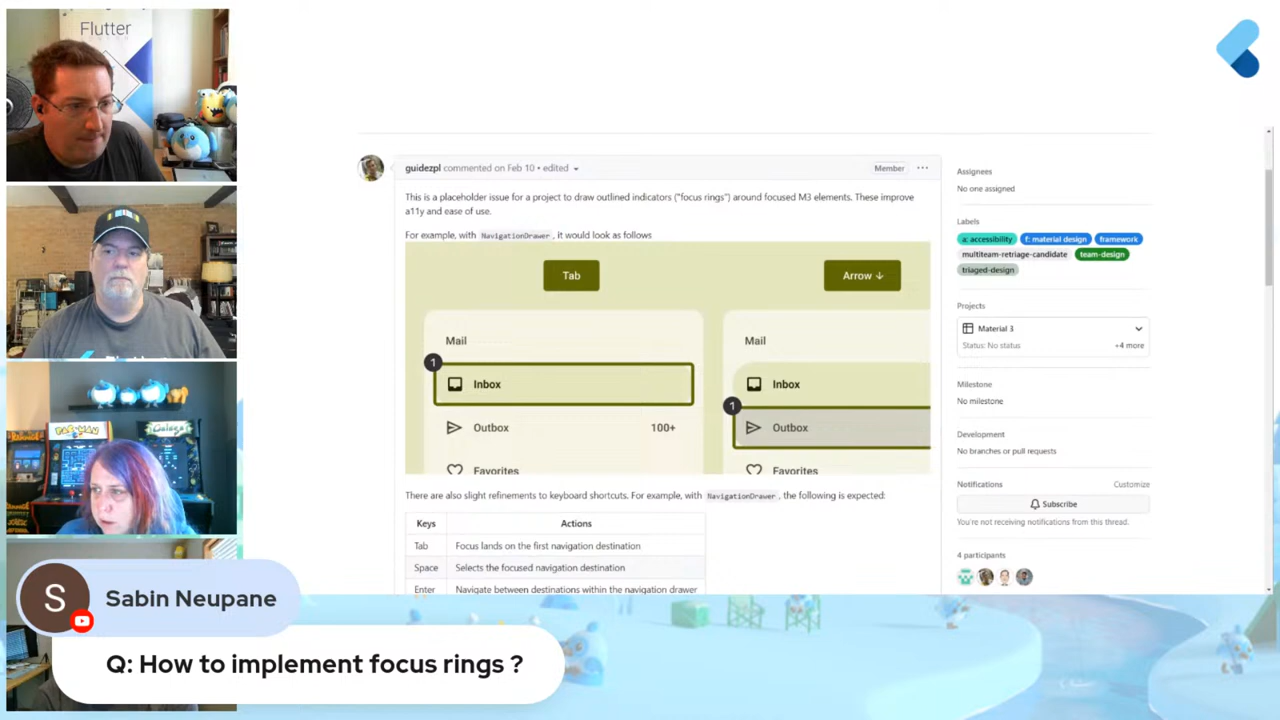 Flutter
guidezpl commented on Feb 10 • edited
Member
This is a placeholder issue for a project to draw outlined indicators ("focus rings") around focused M3 elements. These improve
a11y and ease of use.
For example, with NavigationDrawer, it would look as follows
Tab
Arrow ↓
Mail
1
Inbox
Outbox 100+
Favorites
Mail
Inbox
1
Outbox
Favorites
There are also slight refinements to keyboard shortcuts. For example, with NavigationDrawer, the following is expected:
Keys Actions
Tab Focus lands on the first navigation destination
Space Selects the focused navigation destination
Enter Navigate between destinations within the navigation drawer
Assignees
No one assigned
Labels
a: accessibility f: material design framework
multiteam-retriage-candidate team-design
triaged-design
Projects
Material 3
Status: No status +4 more
Milestone
No milestone
Development
No branches or pull requests
Notifications Customize
Subscribe
You're not receiving notifications from this thread.
4 participants
S
Sabin Neupane
Q: How to implement focus rings ?